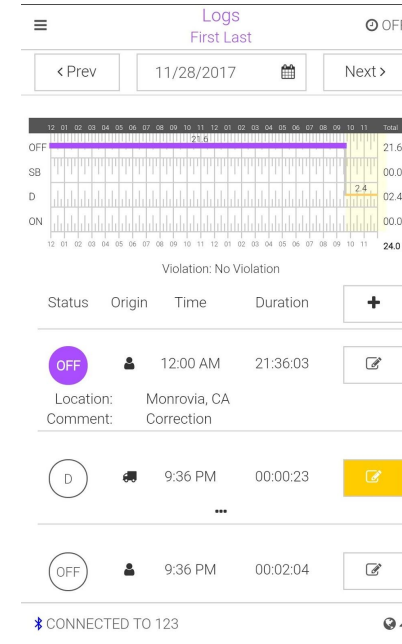 Logs
First Last
OF
< Prev
11/28/2017
Next >
12 01 02 03 04 05 06 07 08 09 10 11 12 01 02 03 04 05 06 07 08 09 10 11 Total
OFF 21.6 21.6
SB 00.0
D 2.4 02.4
ON 00.0
12 01 02 03 04 05 06 07 08 09 10 11 12 01 02 03 04 05 06 07 08 09 10 11 24.0
Violation: No Violation
Status Origin Time Duration +
OFF 12:00 AM 21:36:03
Location: Monrovia, CA
Comment: Correction
D 9:36 PM 00:00:23
•••
OFF 9:36 PM 00:02:04
CONNECTED TO 123